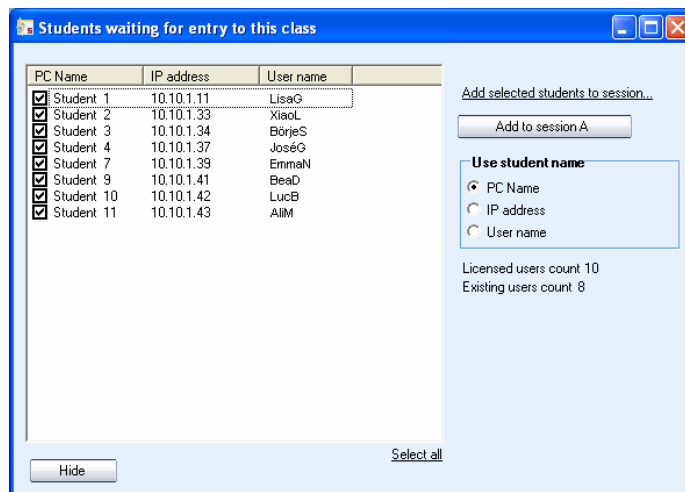 Students waiting for entry to this class
PC Name IP address User name
Student 1 10.10.1.11 LisaG
Student 2 10.10.1.33 XiaoL
Student 3 10.10.1.34 BörjeS
Student 4 10.10.1.37 JoséG
Student 7 10.10.1.39 EmmaN
Student 9 10.10.1.41 BeaD
Student 10 10.10.1.42 LucB
Student 11 10.10.1.43 AliM
Add selected students to session...
Add to session A
Use student name
PC Name
IP address
User name
Licensed users count 10
Existing users count 8
Select all
Hide